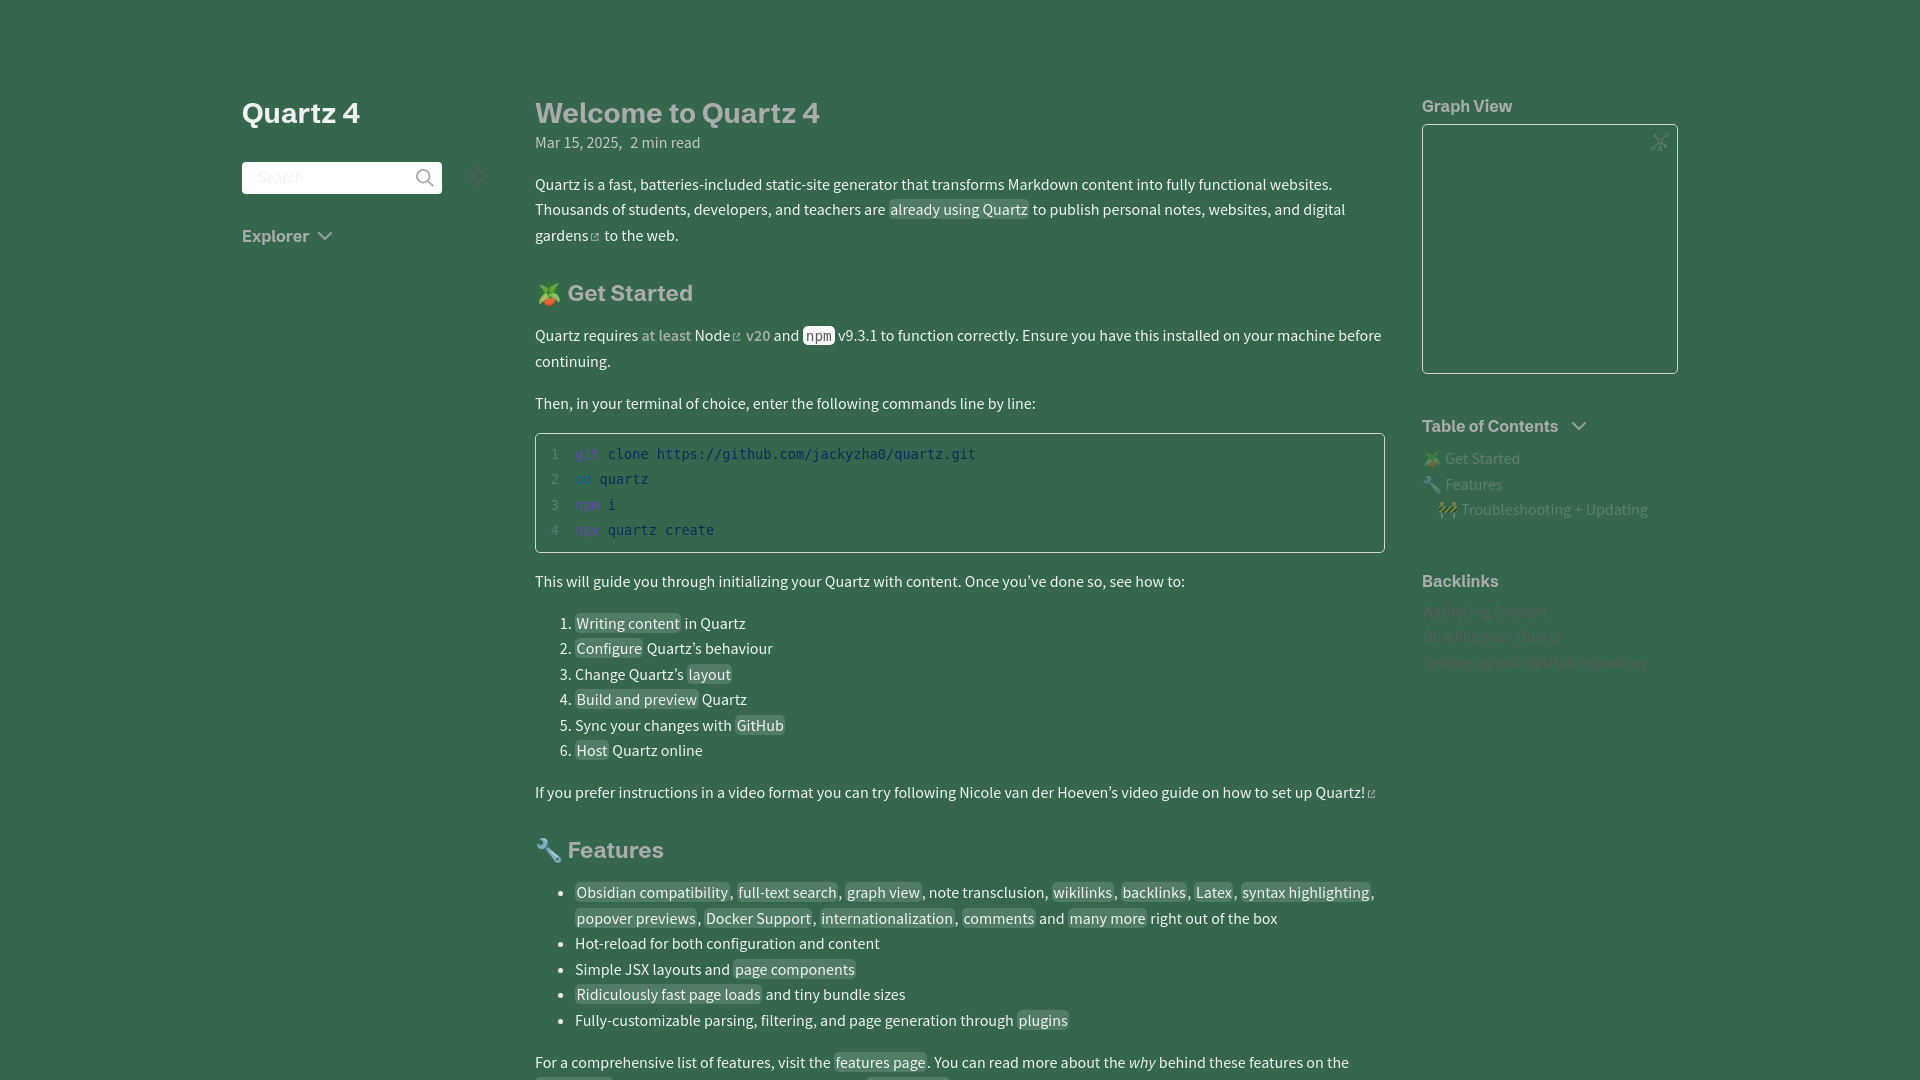 Quartz 4
Search
Explorer
Welcome to Quartz 4
Mar 15, 2025, 2 min read
Quartz is a fast, batteries-included static-site generator that transforms Markdown content into fully functional websites.
Thousands of students, developers, and teachers are already using Quartz to publish personal notes, websites, and digital
gardens to the web.
🪴 Get Started
Quartz requires at least Node v20 and npm v9.3.1 to function correctly. Ensure you have this installed on your machine before
continuing.
Then, in your terminal of choice, enter the following commands line by line:
1 git clone https://github.com/jackyzha0/quartz.git
2 cd quartz
3 npm i
4 npx quartz create
This will guide you through initializing your Quartz with content. Once you’ve done so, see how to:
1. Writing content in Quartz
2. Configure Quartz’s behaviour
3. Change Quartz’s layout
4. Build and preview Quartz
5. Sync your changes with GitHub
6. Host Quartz online
If you prefer instructions in a video format you can try following Nicole van der Hoeven’s video guide on how to set up Quartz!
🔧 Features
• Obsidian compatibility, full-text search, graph view, note transclusion, wikilinks, backlinks, Latex, syntax highlighting,
popover previews, Docker Support, internationalization, comments and many more right out of the box
• Hot-reload for both configuration and content
• Simple JSX layouts and page components
• Ridiculously fast page loads and tiny bundle sizes
• Fully-customizable parsing, filtering, and page generation through plugins
For a comprehensive list of features, visit the features page. You can read more about the why behind these features on the
Graph View
Table of Contents
🪴 Get Started
🔧 Features
🚧 Troubleshooting + Updating
Backlinks
Authoring Content
Building your Quartz
Setting up your GitHub repository